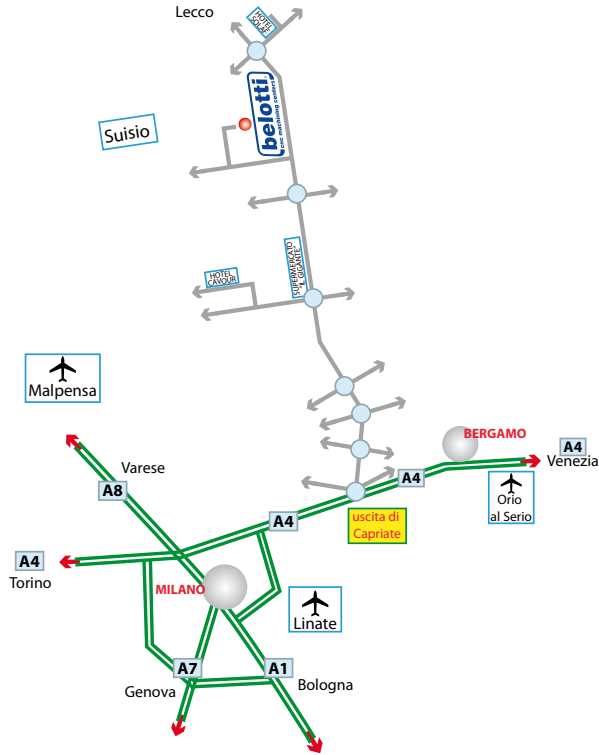 Lecco
HOTEL
SOLAF
belotti
cnc machining centers
Suisio
SUPERMERCATO
"IL GIGANTE"
HOTEL
CAVOUR
Malpensa
BERGAMO
A4
Venezia
Varese
A8
A4
Orio
al Serio
uscita di
Capriate
A4
A4
Torino
MILANO
Linate
A7
A1
Genova
Bologna